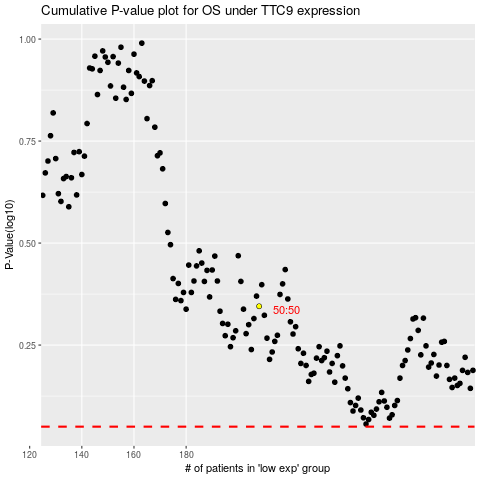 Cumulative P-value plot for OS under TTC9 expression
1.00
0.75
0.50
0.25
P-Value(log10)
50:50
120 140 160 180
# of patients in 'low exp' group